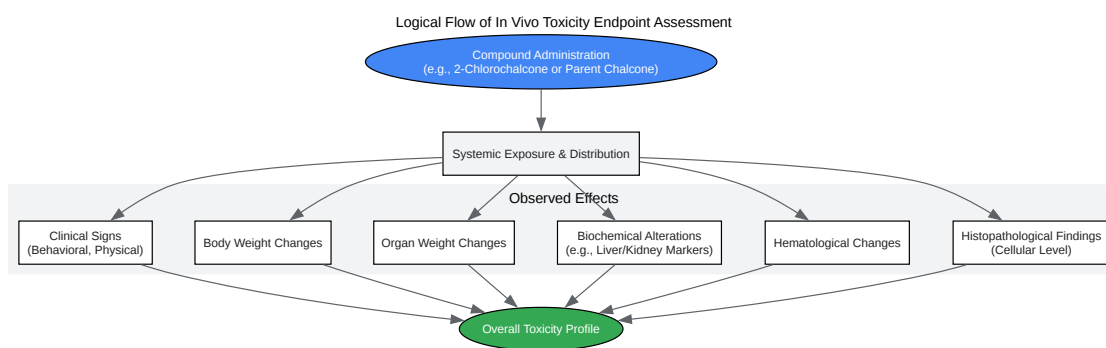 Logical Flow of In Vivo Toxicity Endpoint Assessment
Compound Administration
(e.g., 2-Chlorochalcone or Parent Chalcone)
Systemic Exposure & Distribution
Observed Effects
Clinical Signs
(Behavioral, Physical)
Body Weight Changes
Organ Weight Changes
Biochemical Alterations
(e.g., Liver/Kidney Markers)
Hematological Changes
Histopathological Findings
(Cellular Level)
Overall Toxicity Profile